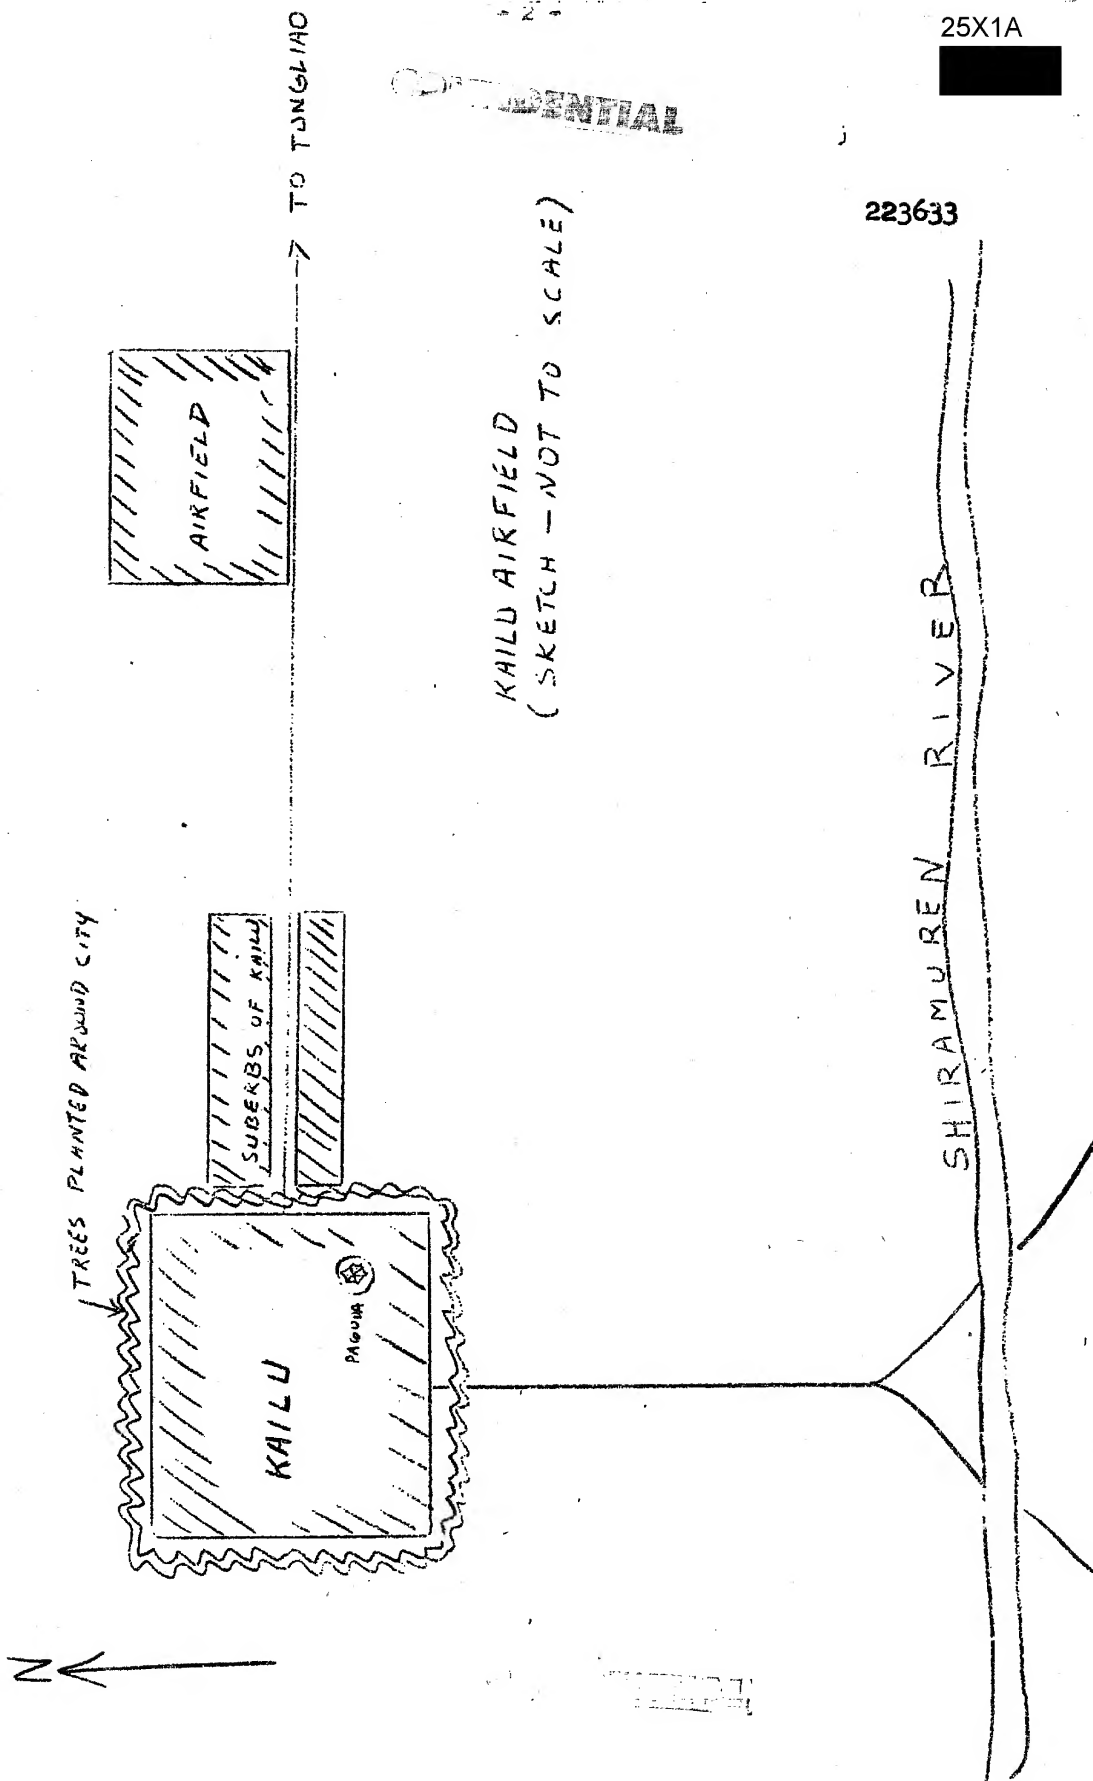 - 2 -
25X1A
CONFIDENTIAL
223633
N
TREES PLANTED AROUND CITY
KAILU
PAGODA
SUBERBS OF KAILU
AIRFIELD
TO TUNGLIAO
KAILU AIRFIELD
(SKETCH - NOT TO SCALE)
SHIRAMUREN RIVER